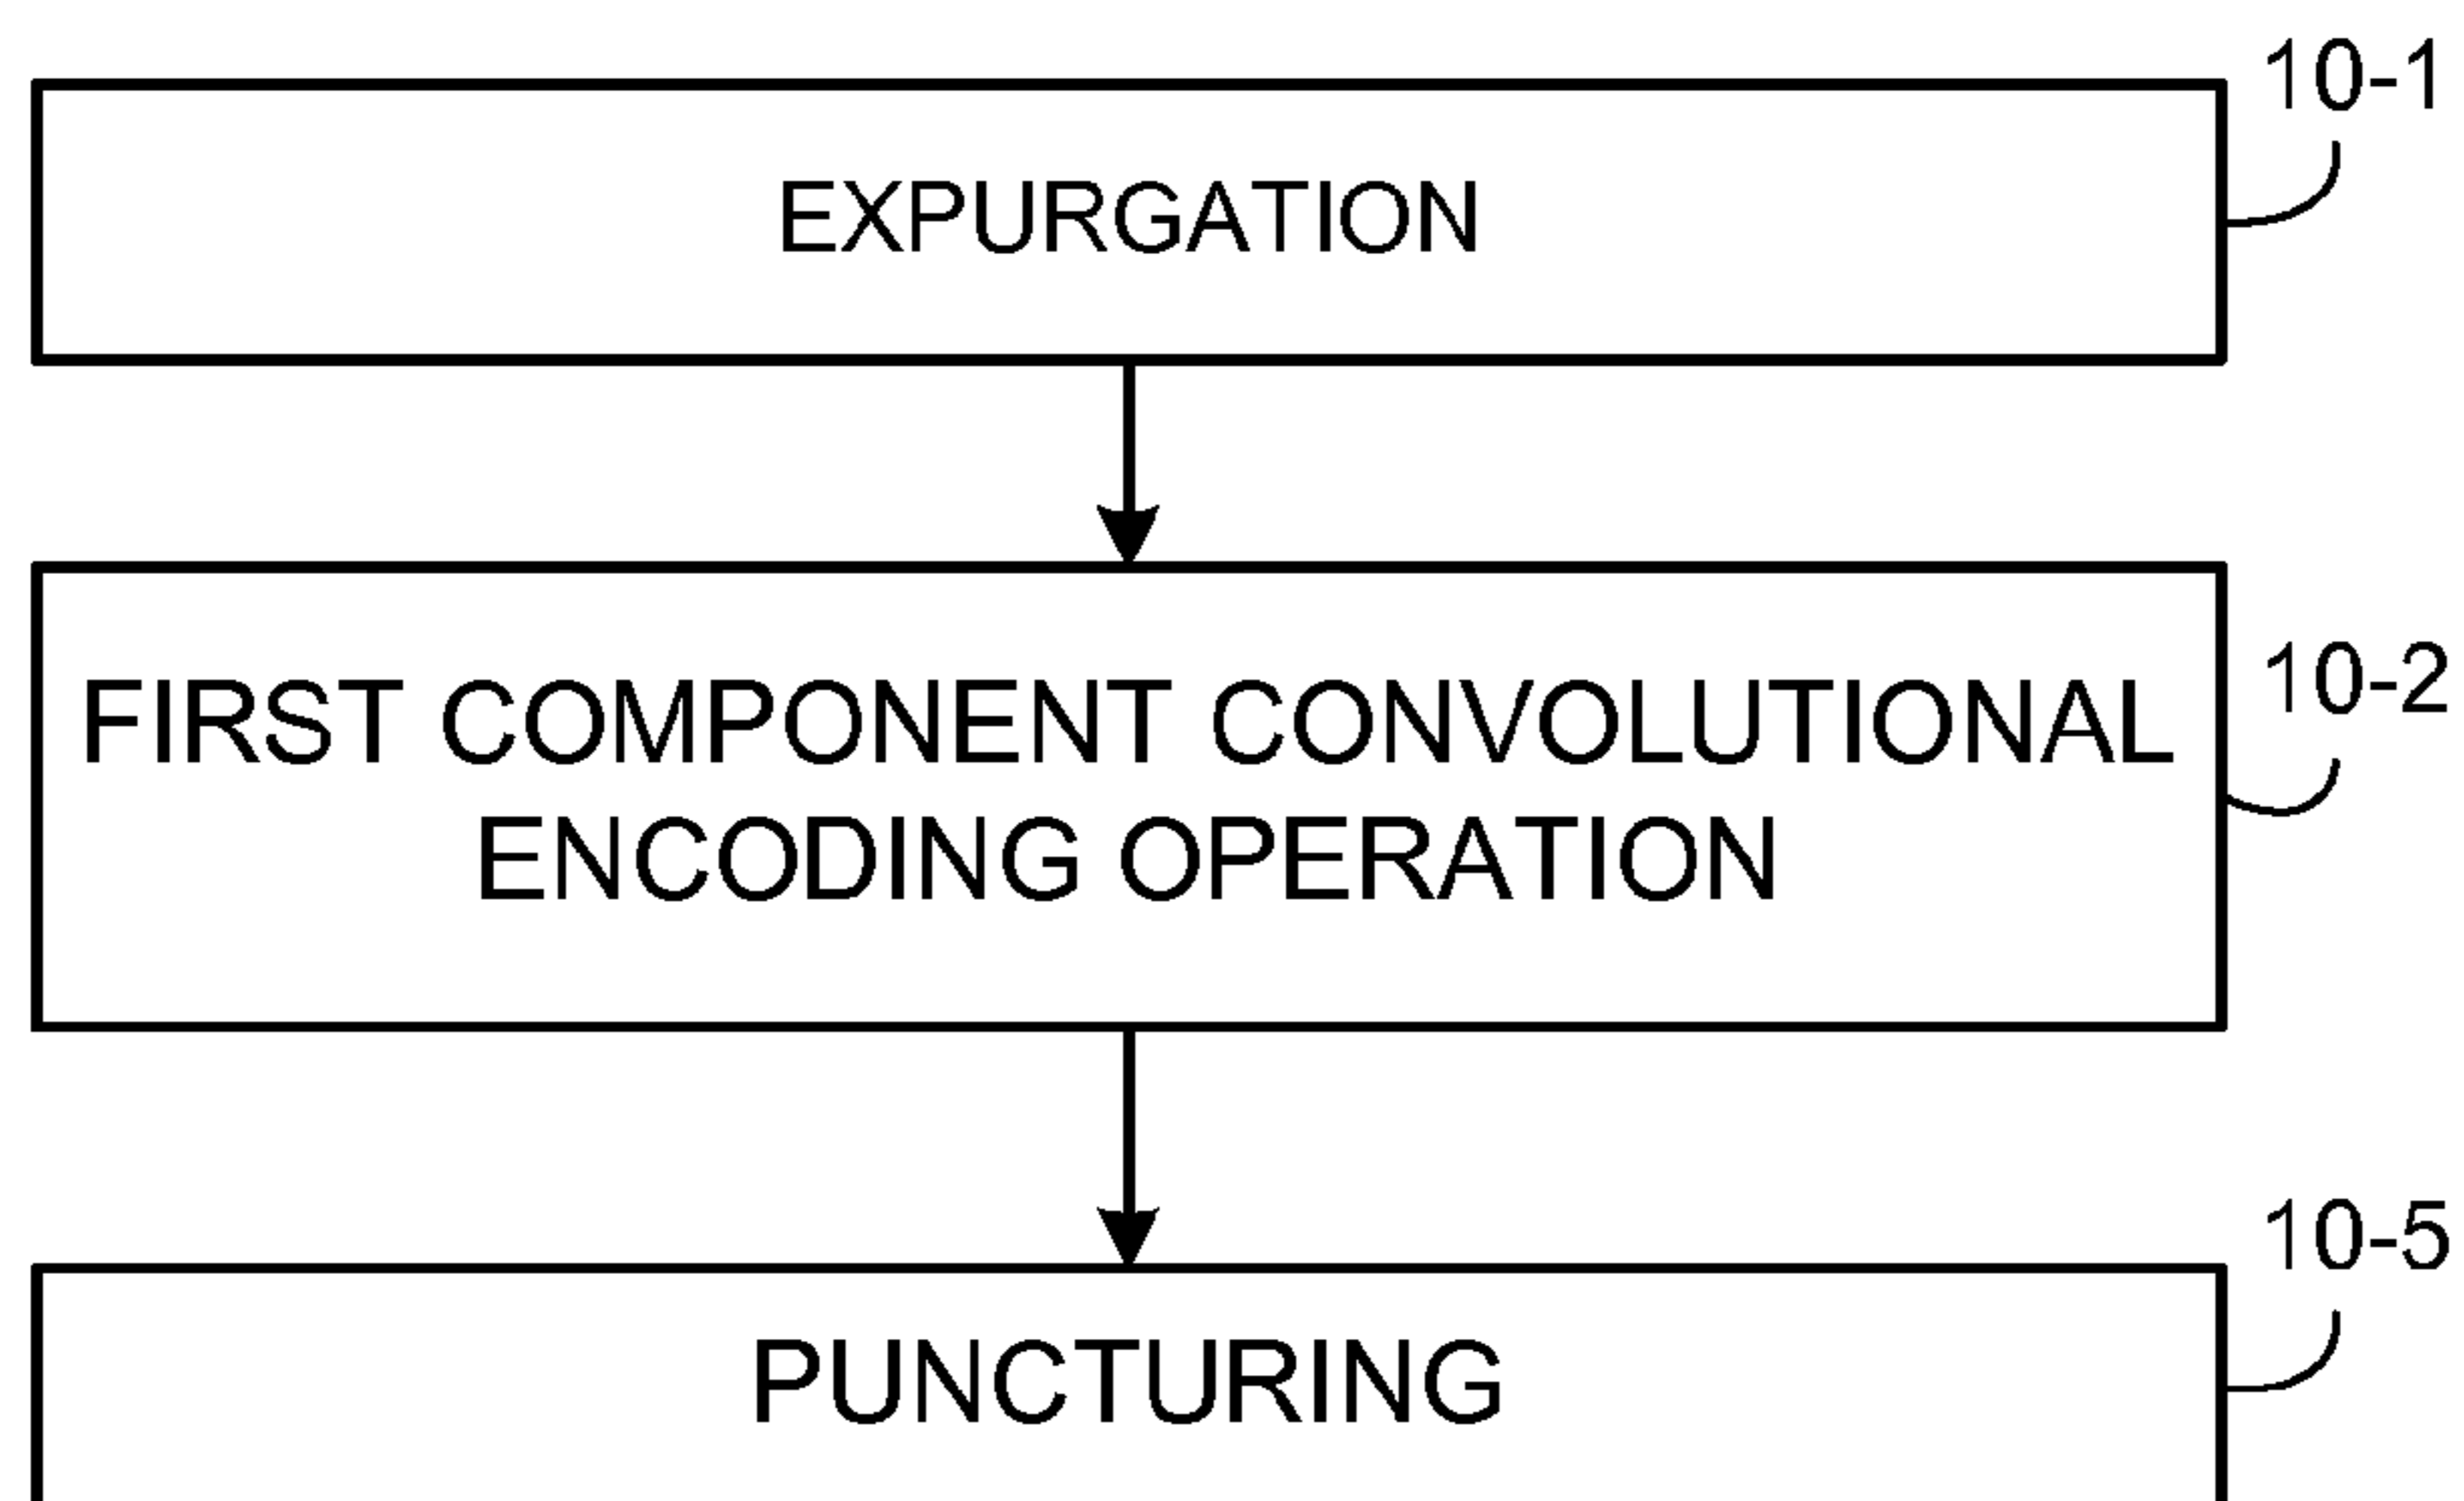 10-1
EXPURGATION
10-2
FIRST COMPONENT CONVOLUTIONAL
ENCODING OPERATION
10-5
PUNCTURING